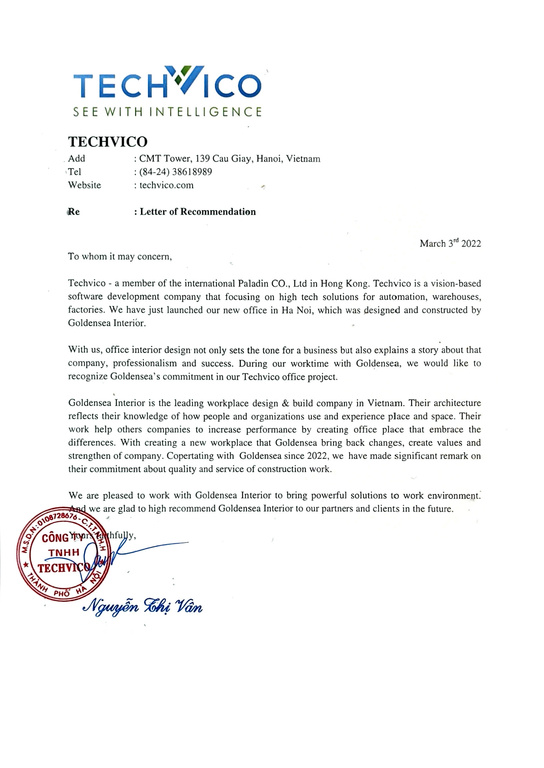 TECHVICO
SEE WITH INTELLIGENCE
TECHVICO
Add : CMT Tower, 139 Cau Giay, Hanoi, Vietnam
Tel : (84-24) 38618989
Website : techvico.com
Re : Letter of Recommendation
March 3rd 2022
To whom it may concern,
Techvico - a member of the international Paladin CO., Ltd in Hong Kong. Techvico is a vision-based
software development company that focusing on high tech solutions for automation, warehouses,
factories. We have just launched our new office in Ha Noi, which was designed and constructed by
Goldensea Interior.
With us, office interior design not only sets the tone for a business but also explains a story about that
company, professionalism and success. During our worktime with Goldensea, we would like to
recognize Goldensea's commitment in our Techvico office project.
Goldensea Interior is the leading workplace design & build company in Vietnam. Their architecture
reflects their knowledge of how people and organizations use and experience place and space. Their
work help others companies to increase performance by creating office place that embrace the
differences. With creating a new workplace that Goldensea bring back changes, create values and
strengthen of company. Copertating with Goldensea since 2022, we have made significant remark on
their commitment about quality and service of construction work.
We are pleased to work with Goldensea Interior to bring powerful solutions to work environment.
And we are glad to high recommend Goldensea Interior to our partners and clients in the future.
Yours faithfully,
M.S.D.N:0108728676-C.T.T.N.H.H
CÔNG TY
TNHH
TECHVICO
THÀNH PHỐ HÀ NỘI
Nguyễn Thị Vân